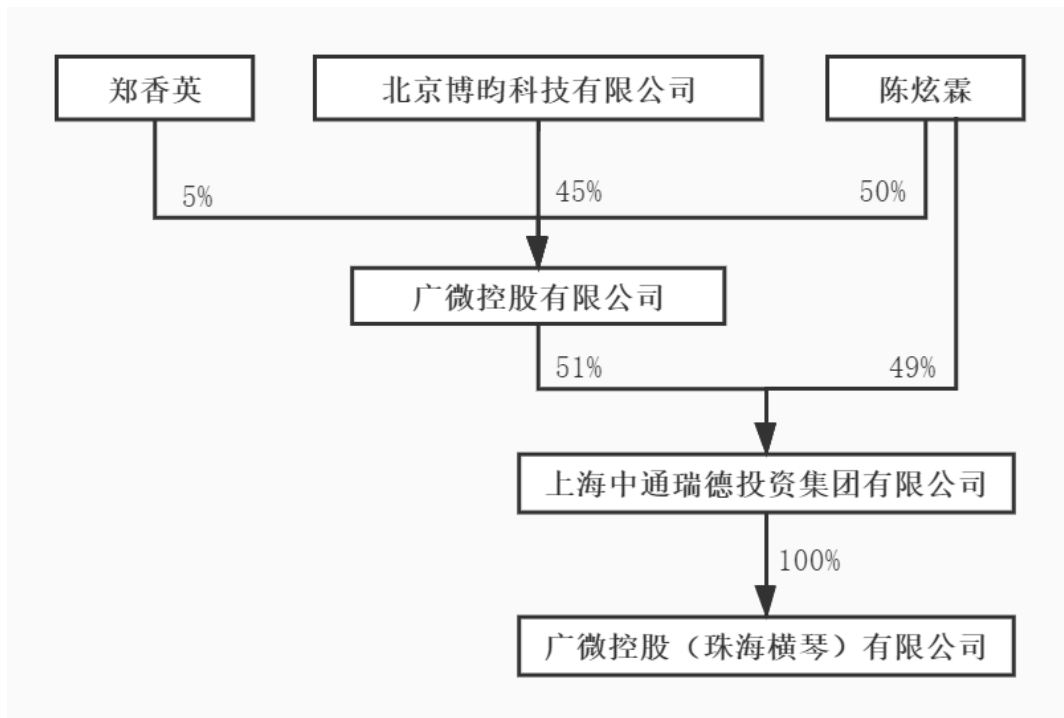 郑香英
北京博昀科技有限公司
陈炫霖
5%
45%
50%
广微控股有限公司
51%
49%
上海中通瑞德投资集团有限公司
100%
广微控股（珠海横琴）有限公司